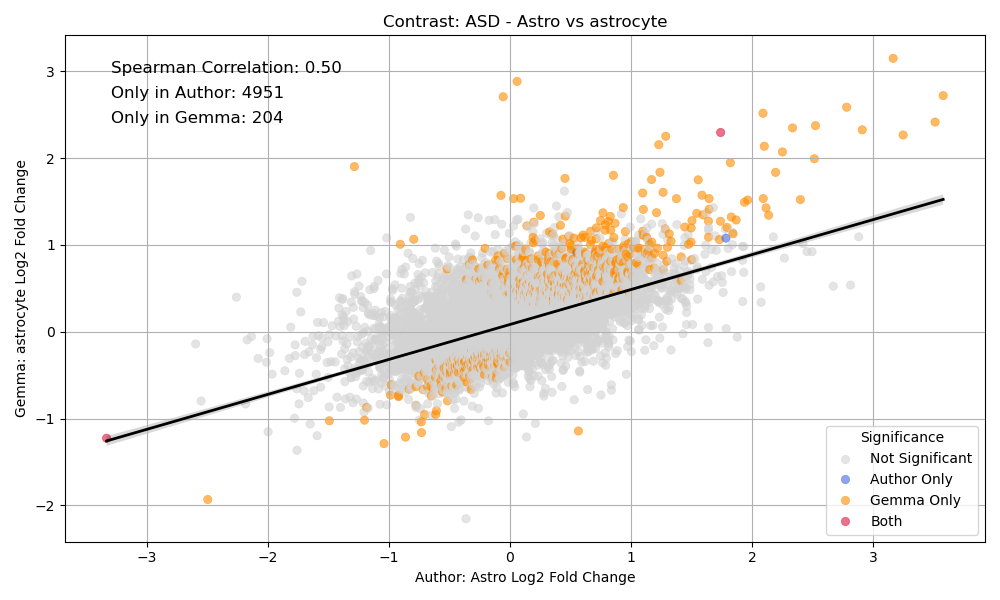 Contrast: ASD - Astro vs astrocyte
Spearman Correlation: 0.50
Only in Author: 4951
Only in Gemma: 204
Gemma: astrocyte Log2 Fold Change
3
2
1
0
−1
−2
−3
−2
−1
0
1
2
3
Author: Astro Log2 Fold Change
Significance
Not Significant
Author Only
Gemma Only
Both